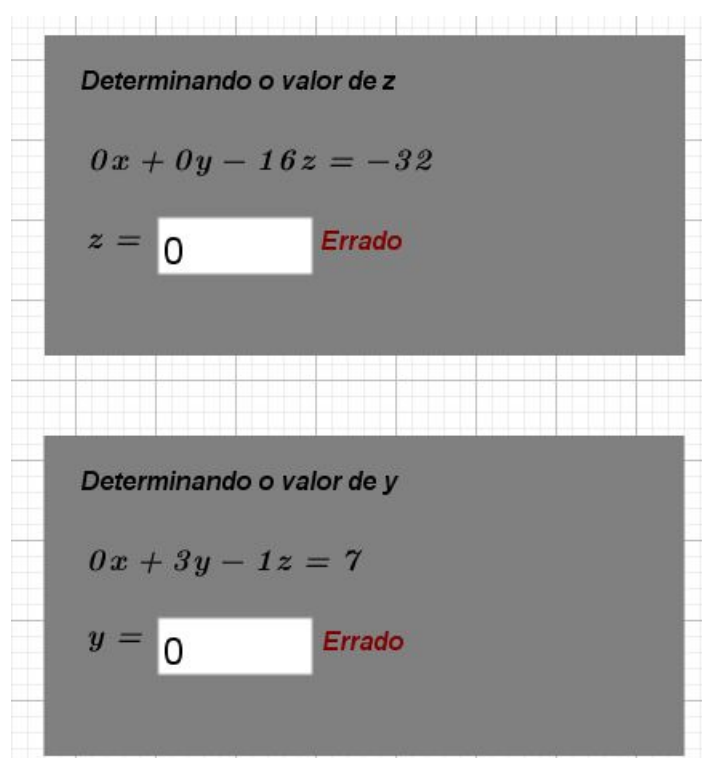 Determinando o valor de z
0x + 0y − 16z = −32
z = 0 Errado
Determinando o valor de y
0x + 3y − 1z = 7
y = 0 Errado